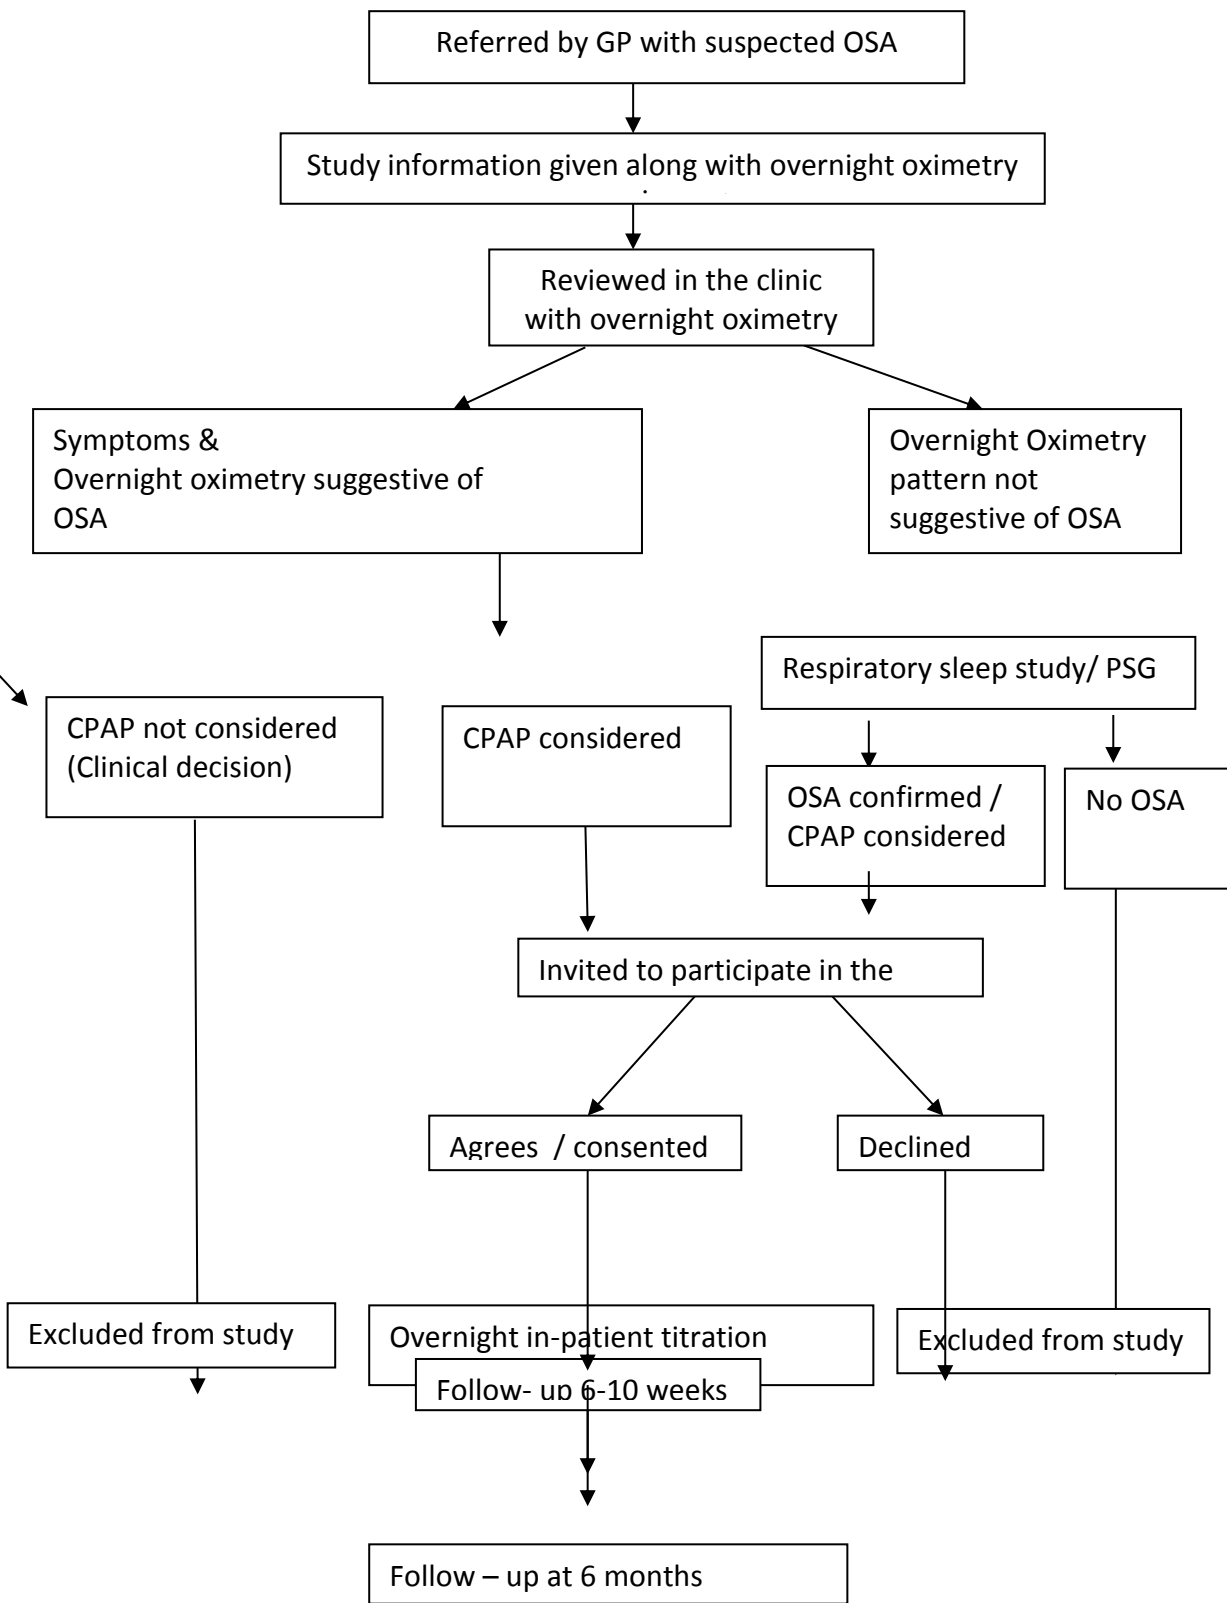 Referred by GP with suspected OSA
Study information given along with overnight oximetry
Reviewed in the clinic
with overnight oximetry
Symptoms &
Overnight oximetry suggestive of
OSA
Overnight Oximetry
pattern not
suggestive of OSA
Respiratory sleep study/ PSG
CPAP not considered
(Clinical decision)
CPAP considered
OSA confirmed /
CPAP considered
No OSA
Invited to participate in the
Agrees  / consented
Declined
Excluded from study
Overnight in-patient titration
Excluded from study
Follow- up 6-10 weeks
Follow – up at 6 months